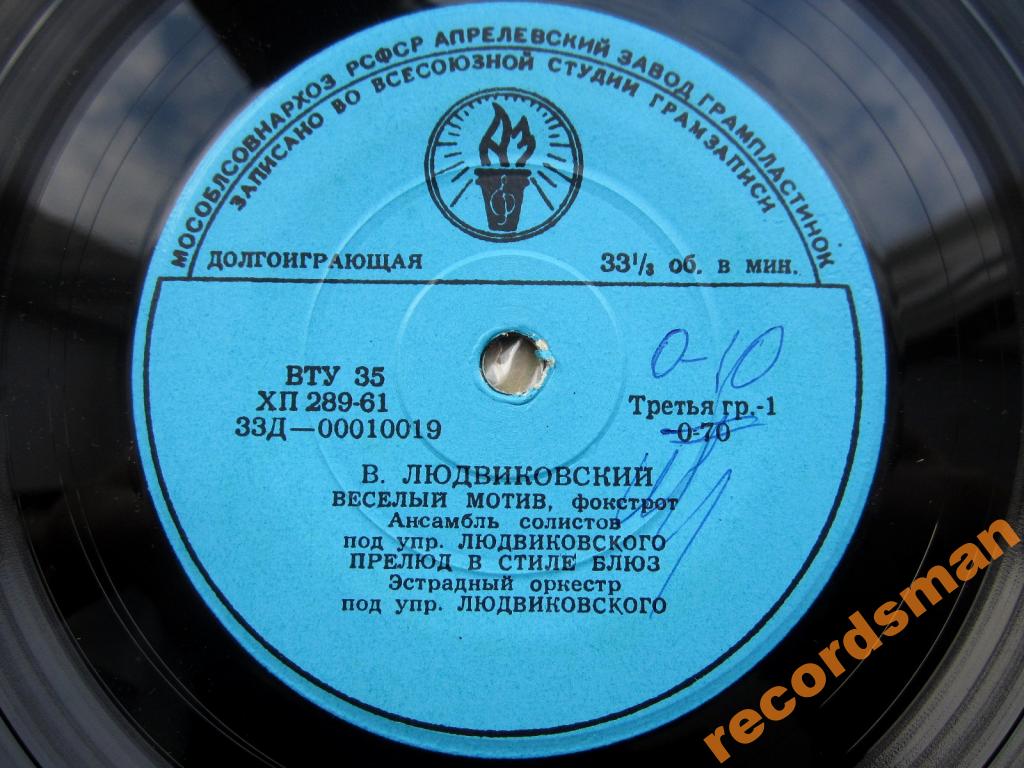 МОСОБЛСОВНАРХОЗ РСФСР АПРЕЛЕВСКИЙ ЗАВОД ГРАМПЛАСТИНОК
ЗАПИСАНО ВО ВСЕСОЮЗНОЙ СТУДИИ ГРАМЗАПИСИ
АЗ
ДОЛГОИГРАЮЩАЯ 33 1/3 об. в мин.
0-10
ВТУ 35
ХП 289-61
Третья гр.-1
33Д—00010019
0-70
В. ЛЮДВИКОВСКИЙ
ВЕСЕЛЫЙ МОТИВ, фокстрот
Ансамбль солистов
под упр. ЛЮДВИКОВСКОГО
ПРЕЛЮД В СТИЛЕ БЛЮЗ
Эстрадный оркестр
под упр. ЛЮДВИКОВСКОГО
recordsman